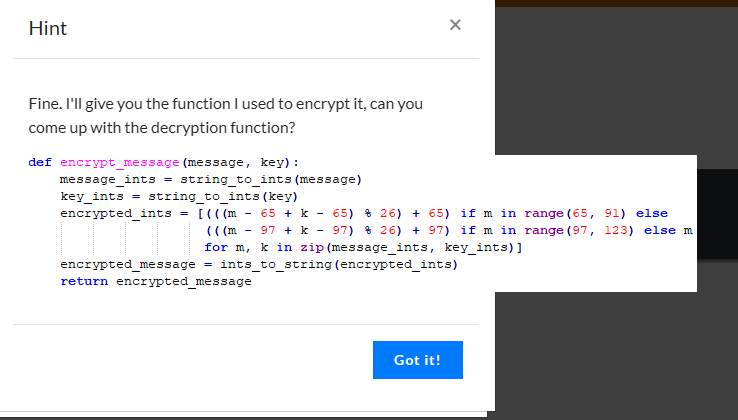 Hint
×
Fine. I'll give you the function I used to encrypt it, can you
come up with the decryption function?
def encrypt_message(message, key):
    message_ints = string_to_ints(message)
    key_ints = string_to_ints(key)
    encrypted_ints = [(((m - 65 + k - 65) % 26) + 65) if m in range(65, 91) else
                      (((m - 97 + k - 97) % 26) + 97) if m in range(97, 123) else m
                      for m, k in zip(message_ints, key_ints)]
    encrypted_message = ints_to_string(encrypted_ints)
    return encrypted_message
Got it!